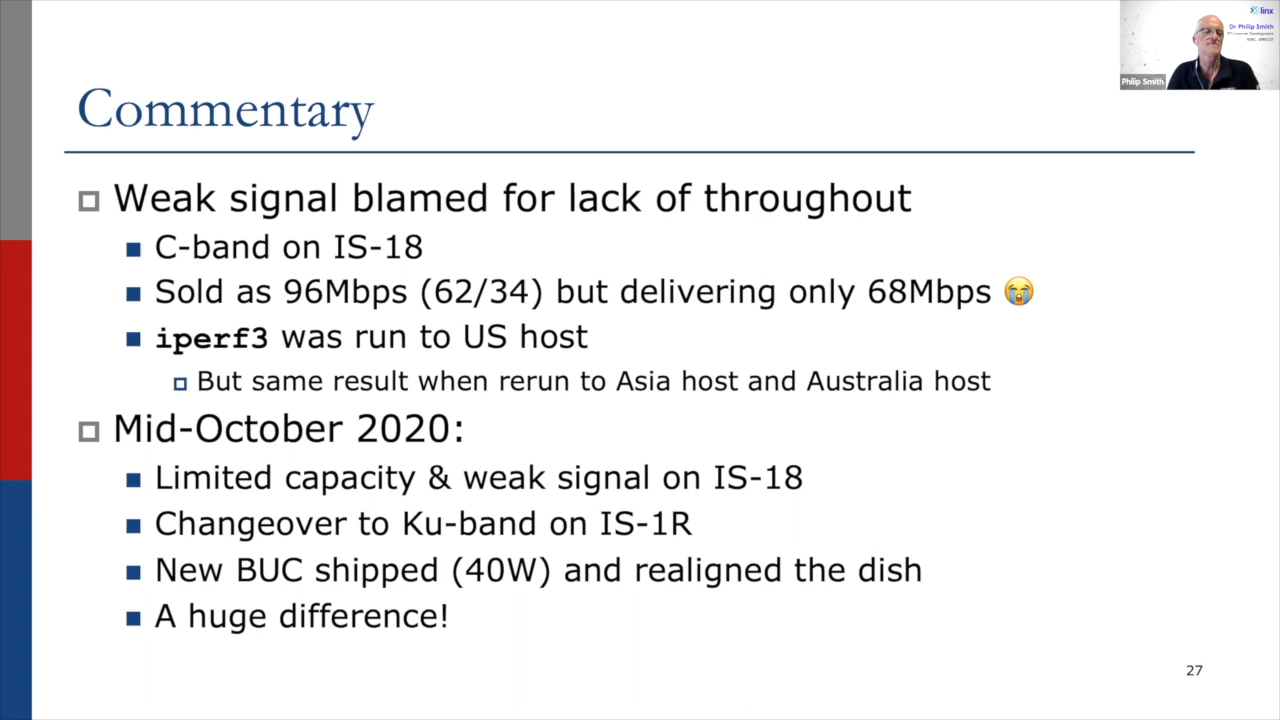 linx
Dr Philip Smith
Philip Smith
Commentary
Weak signal blamed for lack of throughout
C-band on IS-18
Sold as 96Mbps (62/34) but delivering only 68Mbps 😭
iperf3 was run to US host
But same result when rerun to Asia host and Australia host
Mid-October 2020:
Limited capacity & weak signal on IS-18
Changeover to Ku-band on IS-1R
New BUC shipped (40W) and realigned the dish
A huge difference!
27